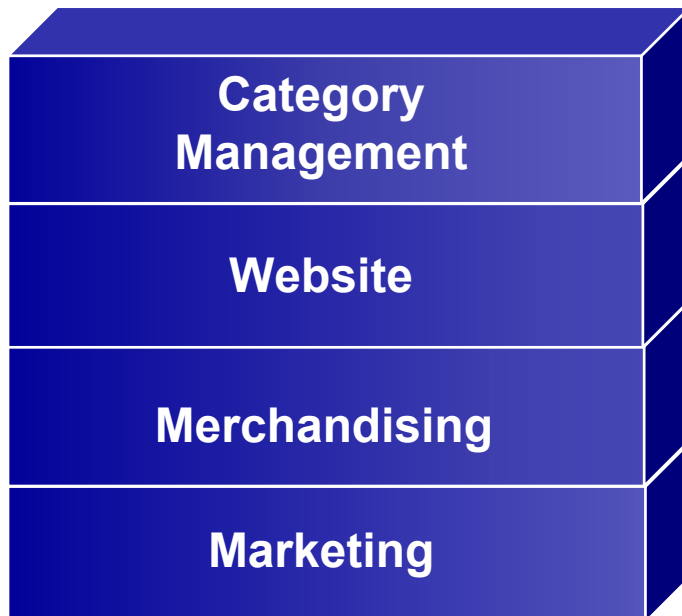 Category
Management
Website
Merchandising
Marketing